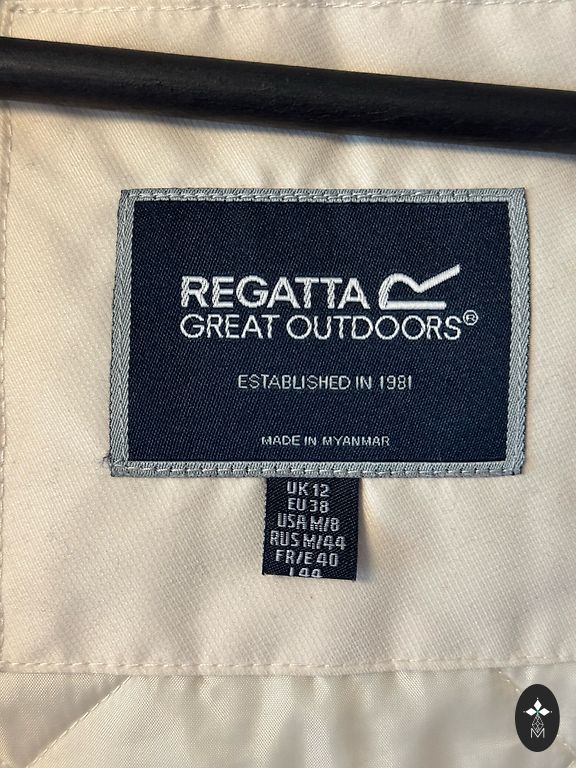 REGATTA
GREAT OUTDOORS®
ESTABLISHED IN 1981
MADE IN MYANMAR
UK 12
EU 38
USA M/8
RUS M/44
FR/E 40
I 44